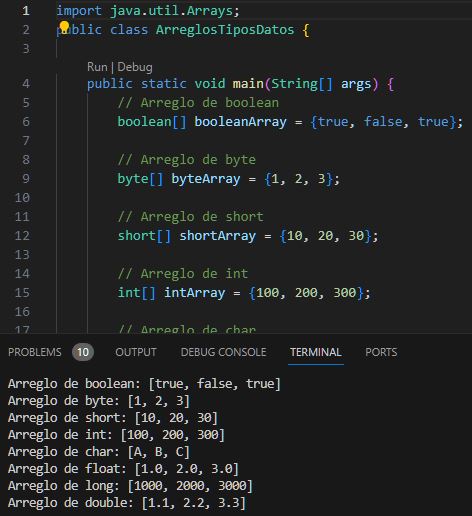 1 import java.util.Arrays;
2 public class ArreglosTiposDatos {
3
Run | Debug
4 public static void main(String[] args) {
5 // Arreglo de boolean
6 boolean[] booleanArray = {true, false, true};
7
8 // Arreglo de byte
9 byte[] byteArray = {1, 2, 3};
10
11 // Arreglo de short
12 short[] shortArray = {10, 20, 30};
13
14 // Arreglo de int
15 int[] intArray = {100, 200, 300};
16
17 // Arreglo de char
PROBLEMS 10 OUTPUT DEBUG CONSOLE TERMINAL PORTS
Arreglo de boolean: [true, false, true]
Arreglo de byte: [1, 2, 3]
Arreglo de short: [10, 20, 30]
Arreglo de int: [100, 200, 300]
Arreglo de char: [A, B, C]
Arreglo de float: [1.0, 2.0, 3.0]
Arreglo de long: [1000, 2000, 3000]
Arreglo de double: [1.1, 2.2, 3.3]